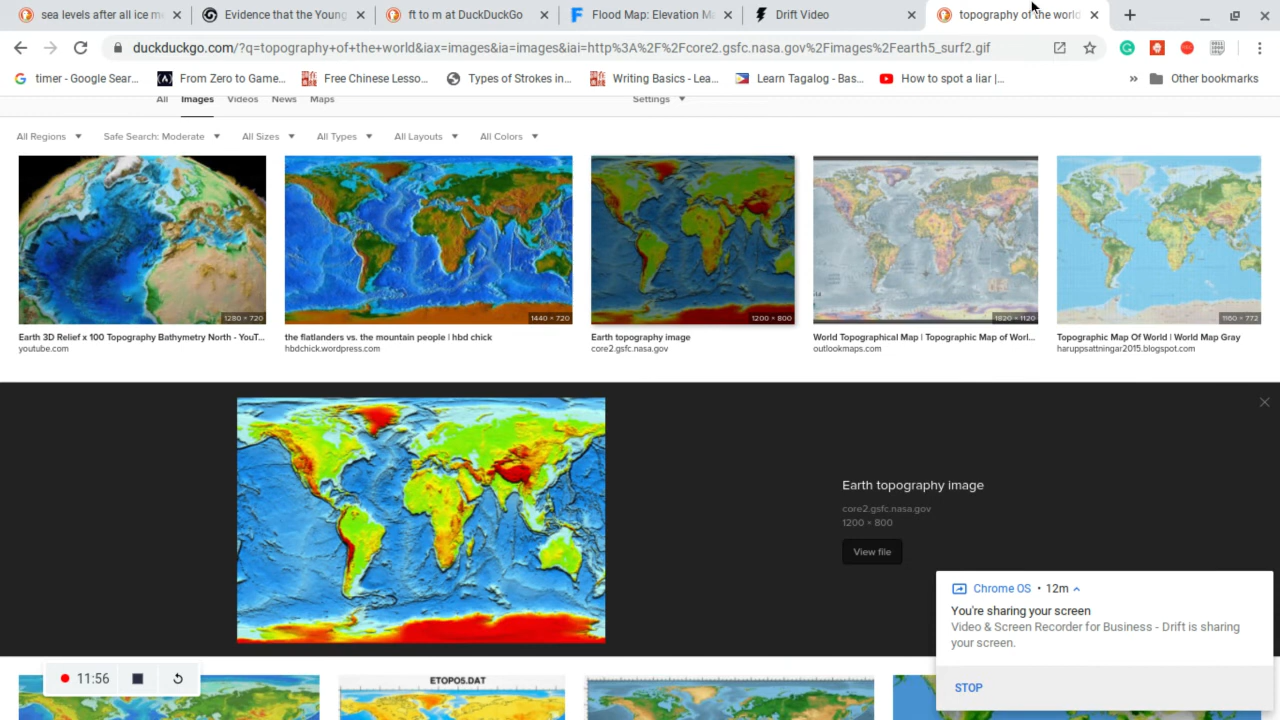 sea levels after all ice me
Evidence that the Young
ft to m at DuckDuckGo
Flood Map: Elevation M
Drift Video
topography of the world
duckduckgo.com/?q=topography+of+the+world&iax=images&ia=images&iai=http%3A%2F%2Fcore2.gsfc.nasa.gov%2Fimages%2Fearth5_surf2.gif
timer - Google Sear...
From Zero to Game...
Free Chinese Lesso...
Types of Strokes in...
Writing Basics - Lea...
Learn Tagalog - Bas...
How to spot a liar |...
»
Other bookmarks
All
Images
Videos
News
Maps
Settings
All Regions
Safe Search: Moderate
All Sizes
All Types
All Layouts
All Colors
1280 × 720
1440 × 720
1200 × 800
1820 × 1120
1160 × 772
Earth 3D Relief x 100 Topography Bathymetry North - YouT...
the flatlanders vs. the mountain people | hbd chick
Earth topography image
World Topographical Map | Topographic Map of Worl...
Topographic Map Of World | World Map Gray
youtube.com
hbdchick.wordpress.com
core2.gsfc.nasa.gov
outlookmaps.com
haruppsattningar2015.blogspot.com
Earth topography image
core2.gsfc.nasa.gov
1200 × 800
View file
Chrome OS • 12m
You're sharing your screen
Video & Screen Recorder for Business - Drift is sharing
your screen.
STOP
11:56
ETOPO5.DAT